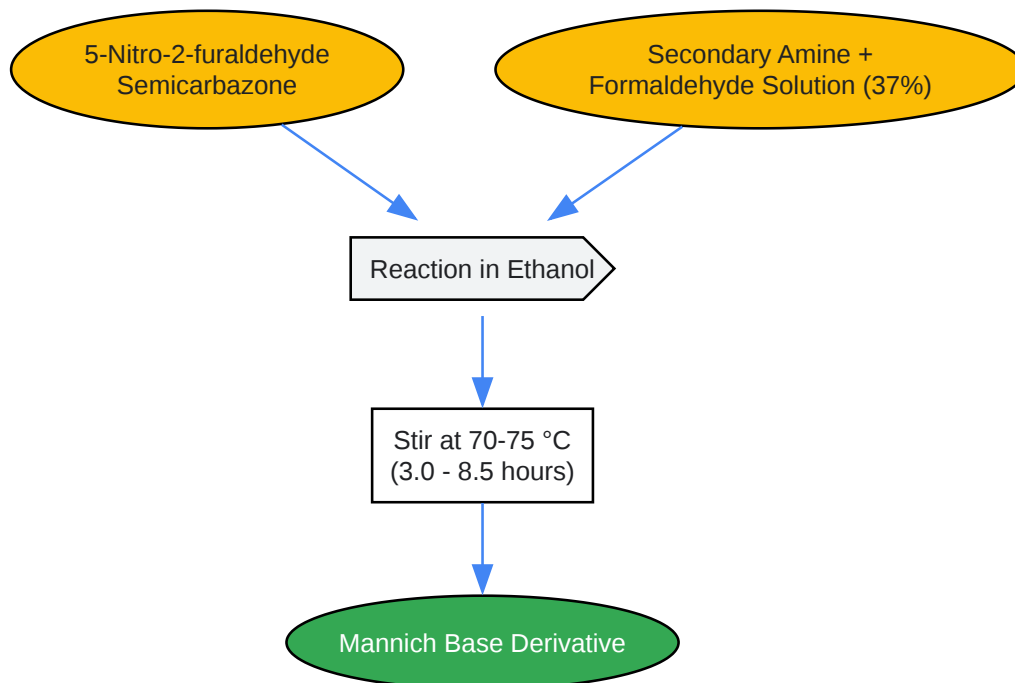 5-Nitro-2-furaldehyde
Semicarbazone
Secondary Amine +
Formaldehyde Solution (37%)
Reaction in Ethanol
Stir at 70-75 °C
(3.0 - 8.5 hours)
Mannich Base Derivative